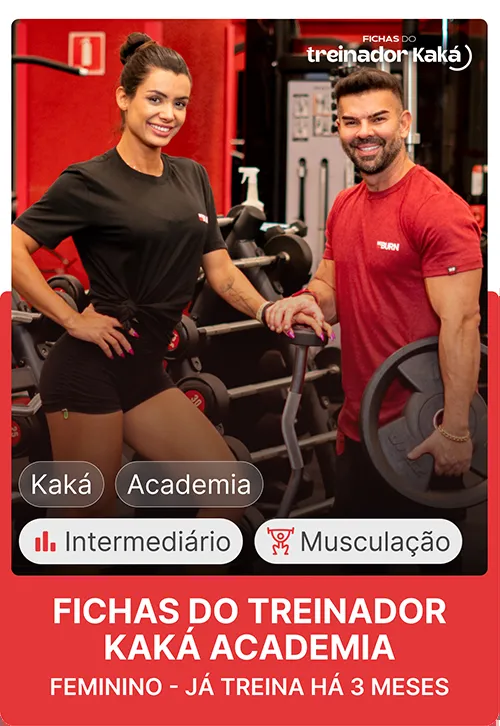 FICHAS DO
treinador Kaká
BURN
Kaká
Academia
Intermediário
Musculação
FICHAS DO TREINADOR
KAKÁ ACADEMIA
FEMININO - JÁ TREINA HÁ 3 MESES